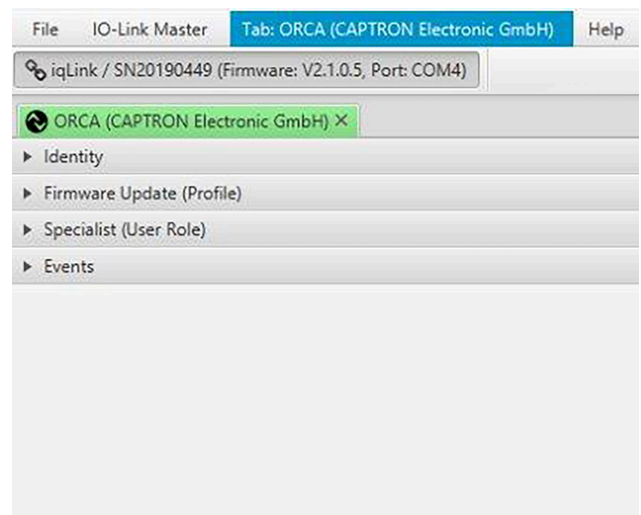 File IO-Link Master Tab: ORCA (CAPTRON Electronic GmbH) Help
iqLink / SN20190449 (Firmware: V2.1.0.5, Port: COM4)
ORCA (CAPTRON Electronic GmbH) ×
Identity
Firmware Update (Profile)
Specialist (User Role)
Events